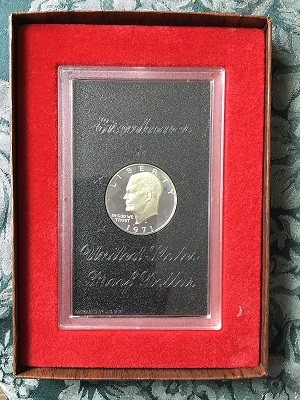 Eisenhower
LIBERTY
IN GOD WE
TRUST
1971
United States
Proof Dollar